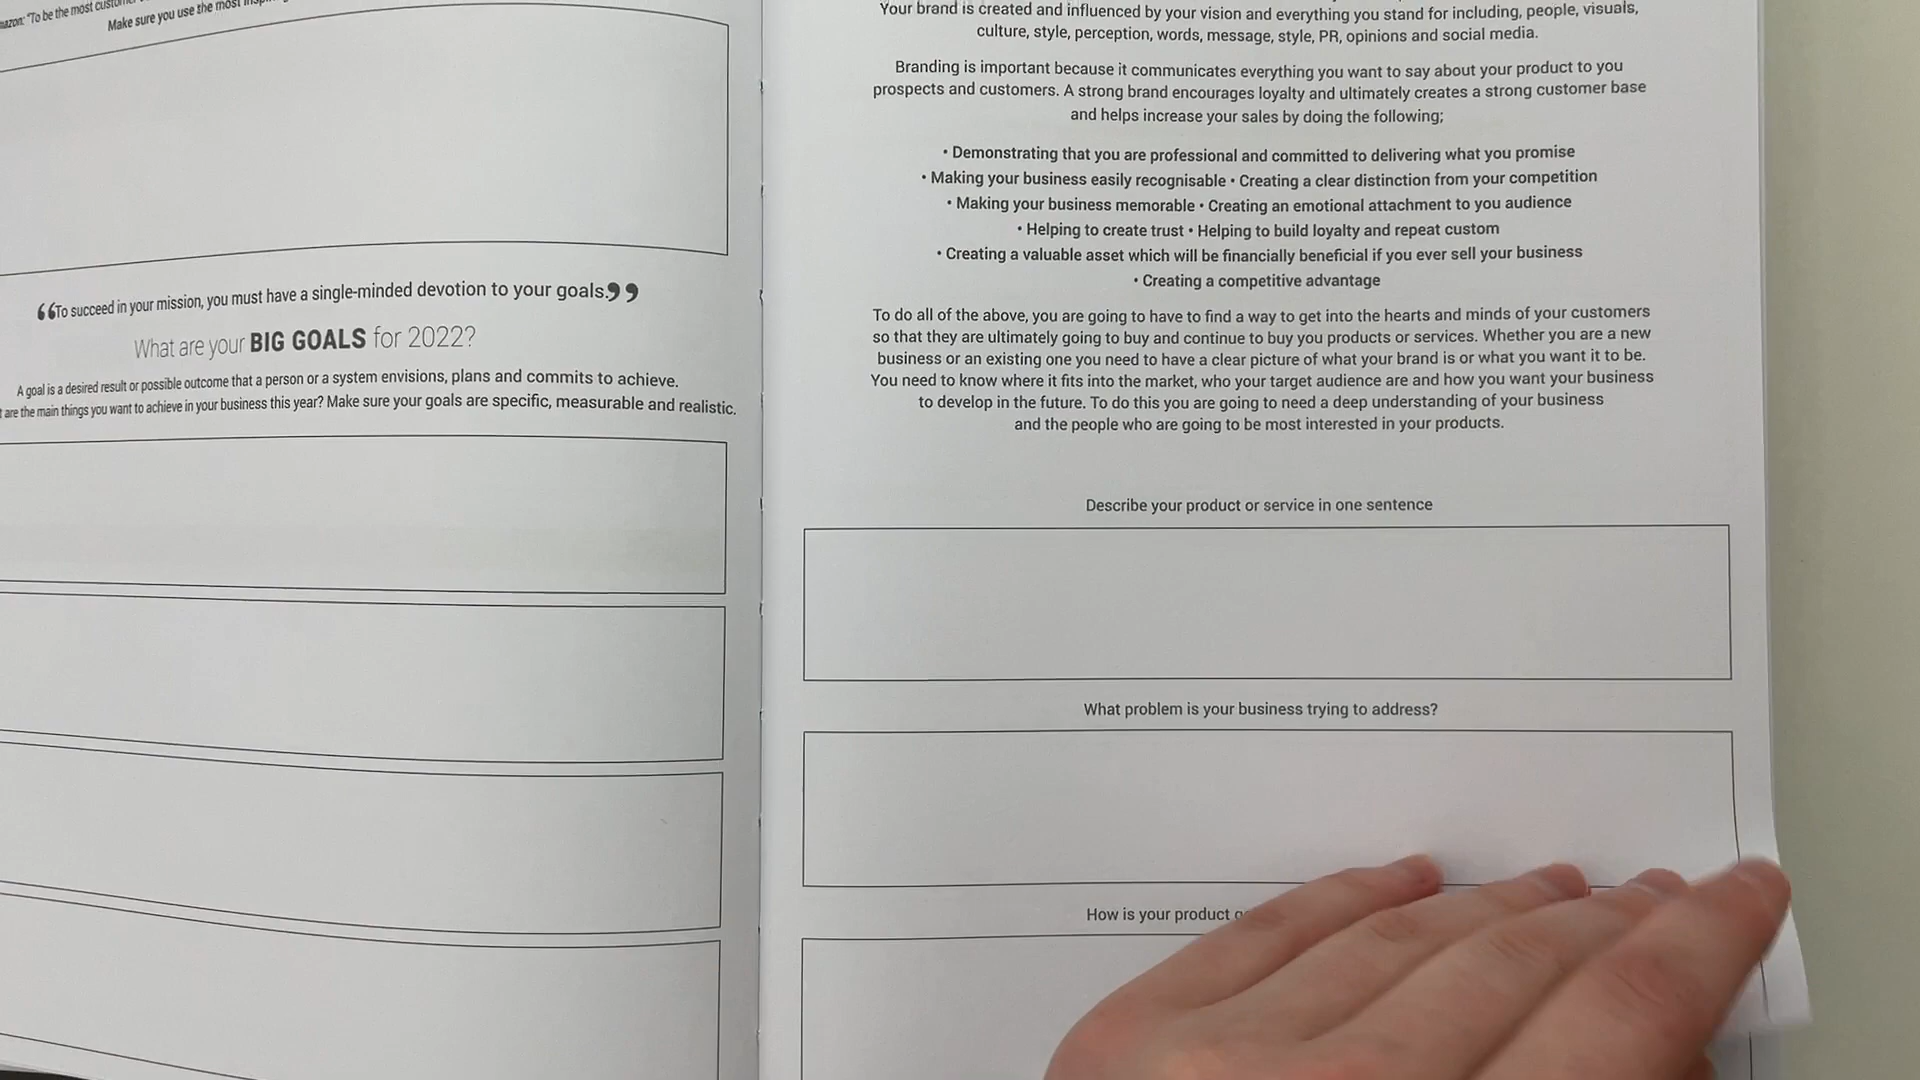 "To be the most
Make sure you use the most
“To succeed in your mission, you must have a single-minded devotion to your goals.”
What are your BIG GOALS for 2022?
A goal is a desired result or possible outcome that a person or a system envisions, plans and commits to achieve.
are the main things you want to achieve in your business this year? Make sure your goals are specific, measurable and realistic.
Your brand is created and influenced by your vision and everything you stand for including, people, visuals,
culture, style, perception, words, message, style, PR, opinions and social media.
Branding is important because it communicates everything you want to say about your product to you
prospects and customers. A strong brand encourages loyalty and ultimately creates a strong customer base
and helps increase your sales by doing the following;
• Demonstrating that you are professional and committed to delivering what you promise
• Making your business easily recognisable • Creating a clear distinction from your competition
• Making your business memorable • Creating an emotional attachment to you audience
• Helping to create trust • Helping to build loyalty and repeat custom
• Creating a valuable asset which will be financially beneficial if you ever sell your business
• Creating a competitive advantage
To do all of the above, you are going to have to find a way to get into the hearts and minds of your customers
so that they are ultimately going to buy and continue to buy you products or services. Whether you are a new
business or an existing one you need to have a clear picture of what your brand is or what you want it to be.
You need to know where it fits into the market, who your target audience are and how you want your business
to develop in the future. To do this you are going to need a deep understanding of your business
and the people who are going to be most interested in your products.
Describe your product or service in one sentence
What problem is your business trying to address?
How is your product